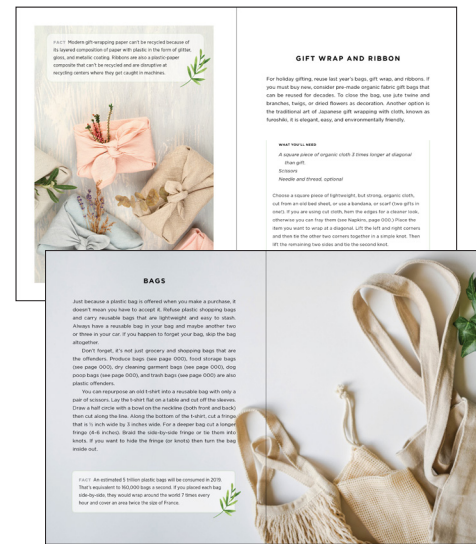 FACT Modern gift-wrapping paper can't be recycled because of
its layered composition of paper with plastic in the form of glitter,
gloss, and metallic coating. Ribbons are also a plastic-paper
composite that can't be recycled and are disruptive at
recycling centers where they get caught in machines.
GIFT WRAP AND RIBBON
For holiday gifting, reuse last year's bags, gift wrap, and ribbons. If
you must buy new, consider pre-made organic fabric gift bags that
can be reused for decades. To close the bag, use jute twine and
branches, twigs, or dried flowers as decoration. Another option is
the traditional art of Japanese gift wrapping with cloth, known as
furoshiki, it is elegant, easy, and environmentally friendly.
WHAT YOU'LL NEED
A square piece of organic cloth 3 times longer at diagonal
than gift.
Scissors
Needle and thread, optional
Choose a square piece of lightweight, but strong, organic cloth,
cut from an old bed sheet, or use a bandana, or scarf (two gifts in
one!). If you are using cut cloth, hem the edges for a cleaner look,
otherwise you can fray them (see Napkins, page 000.) Place the
item you want to wrap at a diagonal. Lift the left and right corners
and then tie the other two corners together in a simple knot. Then
lift the remaining two sides and tie the second knot.
BAGS
Just because a plastic bag is offered when you make a purchase, it
doesn't mean you have to accept it. Refuse plastic shopping bags
and carry reusable bags that are lightweight and easy to stash.
Always have a reusable bag in your bag and maybe another two
or three in your car. If you happen to forget your bag, skip the bag
altogether.
Don't forget, it's not just grocery and shopping bags that are
the offenders. Produce bags (see page 000), food storage bags
(see page 000), dry cleaning garment bags (see page 000), dog
poop bags (see page 000), and trash bags (see page 000) are also
plastic offenders.
You can repurpose an old t-shirt into a reusable bag with only a
pair of scissors. Lay the t-shirt flat on a table and cut off the sleeves.
Draw a half circle with a bowl on the neckline (both front and back)
then cut along the line. Along the bottom of the t-shirt, cut a fringe
that is ½ inch wide by 3 inches wide. For a deeper bag cut a longer
fringe (4-6 inches). Braid the side-by-side fringe or tie them into
knots. If you want to hide the fringe (or knots) then turn the bag
inside out.
FACT An estimated 5 trillion plastic bags will be consumed in 2019.
That's equivalent to 160,000 bags a second. If you placed each bag
side-by-side, they would wrap around the world 7 times every
hour and cover an area twice the size of France.